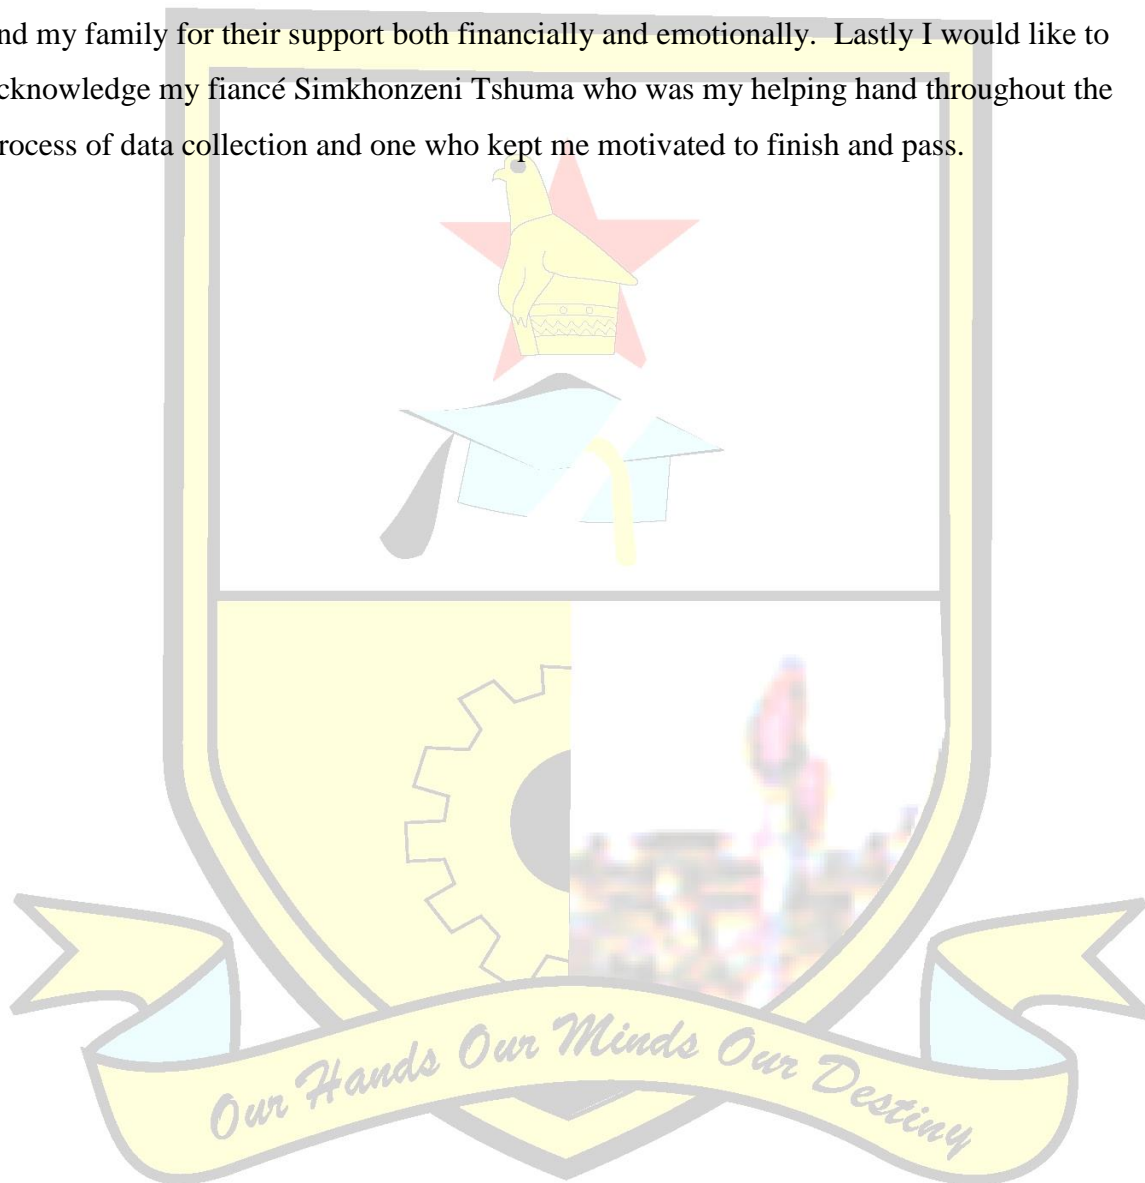 nd my family for their support both financially and emotionally.  Lastly I would like to
cknowledge my fiancé Simkhonzeni Tshuma who was my helping hand throughout the
rocess of data collection and one who kept me motivated to finish and pass.
Our Hands Our Minds Our Destiny